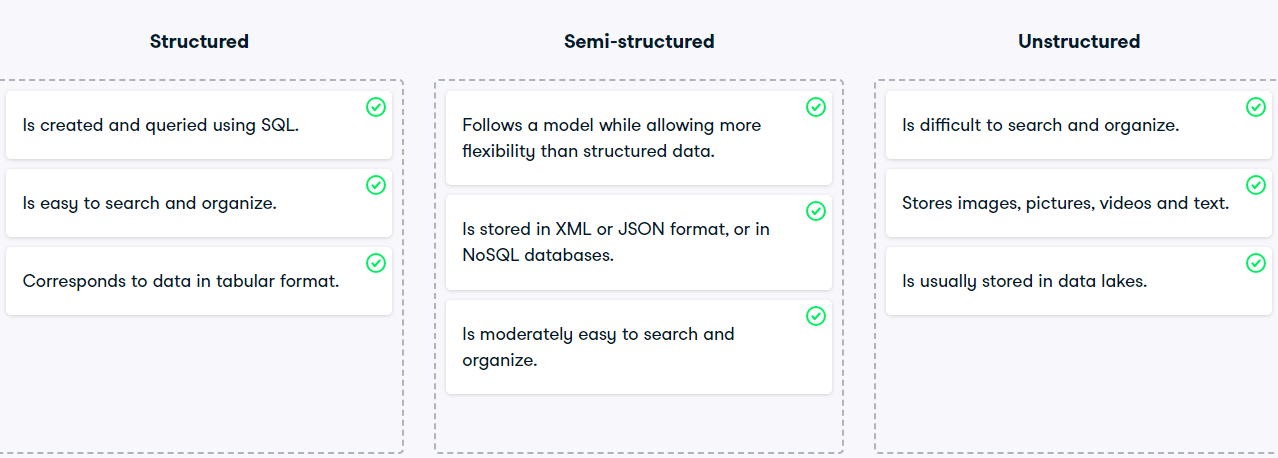 Structured
Is created and queried using SQL.
Is easy to search and organize.
Corresponds to data in tabular format.
Semi-structured
Follows a model while allowing more
flexibility than structured data.
Is stored in XML or JSON format, or in
NoSQL databases.
Is moderately easy to search and
organize.
Unstructured
Is difficult to search and organize.
Stores images, pictures, videos and text.
Is usually stored in data lakes.